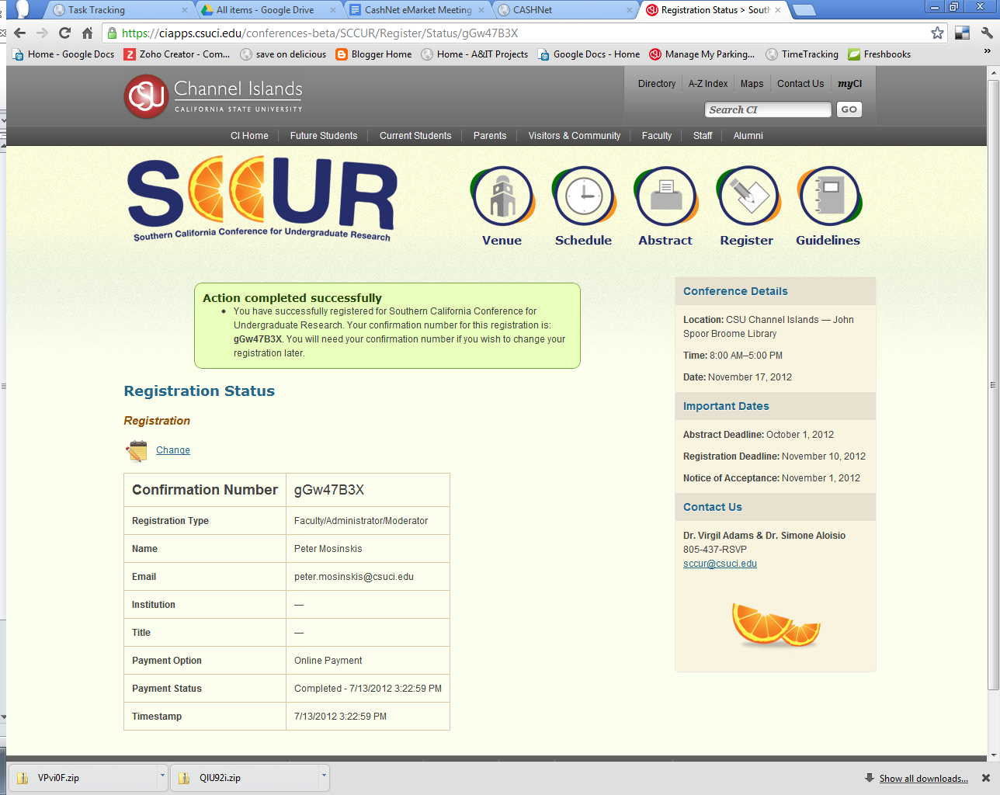 Task Tracking
All items - Google Drive
CashNet eMarket Meeting
CASHNet
Registration Status > South
https://ciapps.csuci.edu/conferences-beta/SCCUR/Register/Status/gGw47B3X
Home - Google Docs
Zoho Creator - Com...
save on delicious
Blogger Home
Home - A&IT Projects
Google Docs - Home
Manage My Parking...
TimeTracking
Freshbooks
»
CSU
Channel Islands
CALIFORNIA STATE UNIVERSITY
Directory
A-Z Index
Maps
Contact Us
myCI
Search CI
GO
CI Home
Future Students
Current Students
Parents
Visitors & Community
Faculty
Staff
Alumni
SCCUR
Southern California Conference for Undergraduate Research
Venue
Schedule
Abstract
Register
Guidelines
Action completed successfully
• You have successfully registered for Southern California Conference for
Undergraduate Research. Your confirmation number for this registration is:
gGw47B3X. You will need your confirmation number if you wish to change your
registration later.
Registration Status
Registration
Change
Confirmation Number gGw47B3X
Registration Type Faculty/Administrator/Moderator
Name Peter Mosinskis
Email peter.mosinskis@csuci.edu
Institution —
Title —
Payment Option Online Payment
Payment Status Completed - 7/13/2012 3:22:59 PM
Timestamp 7/13/2012 3:22:59 PM
Conference Details
Location: CSU Channel Islands — John
Spoor Broome Library
Time: 8:00 AM–5:00 PM
Date: November 17, 2012
Important Dates
Abstract Deadline: October 1, 2012
Registration Deadline: November 10, 2012
Notice of Acceptance: November 1, 2012
Contact Us
Dr. Virgil Adams & Dr. Simone Aloisio
805-437-RSVP
sccur@csuci.edu
VPvi0F.zip
QIU92i.zip
Show all downloads...